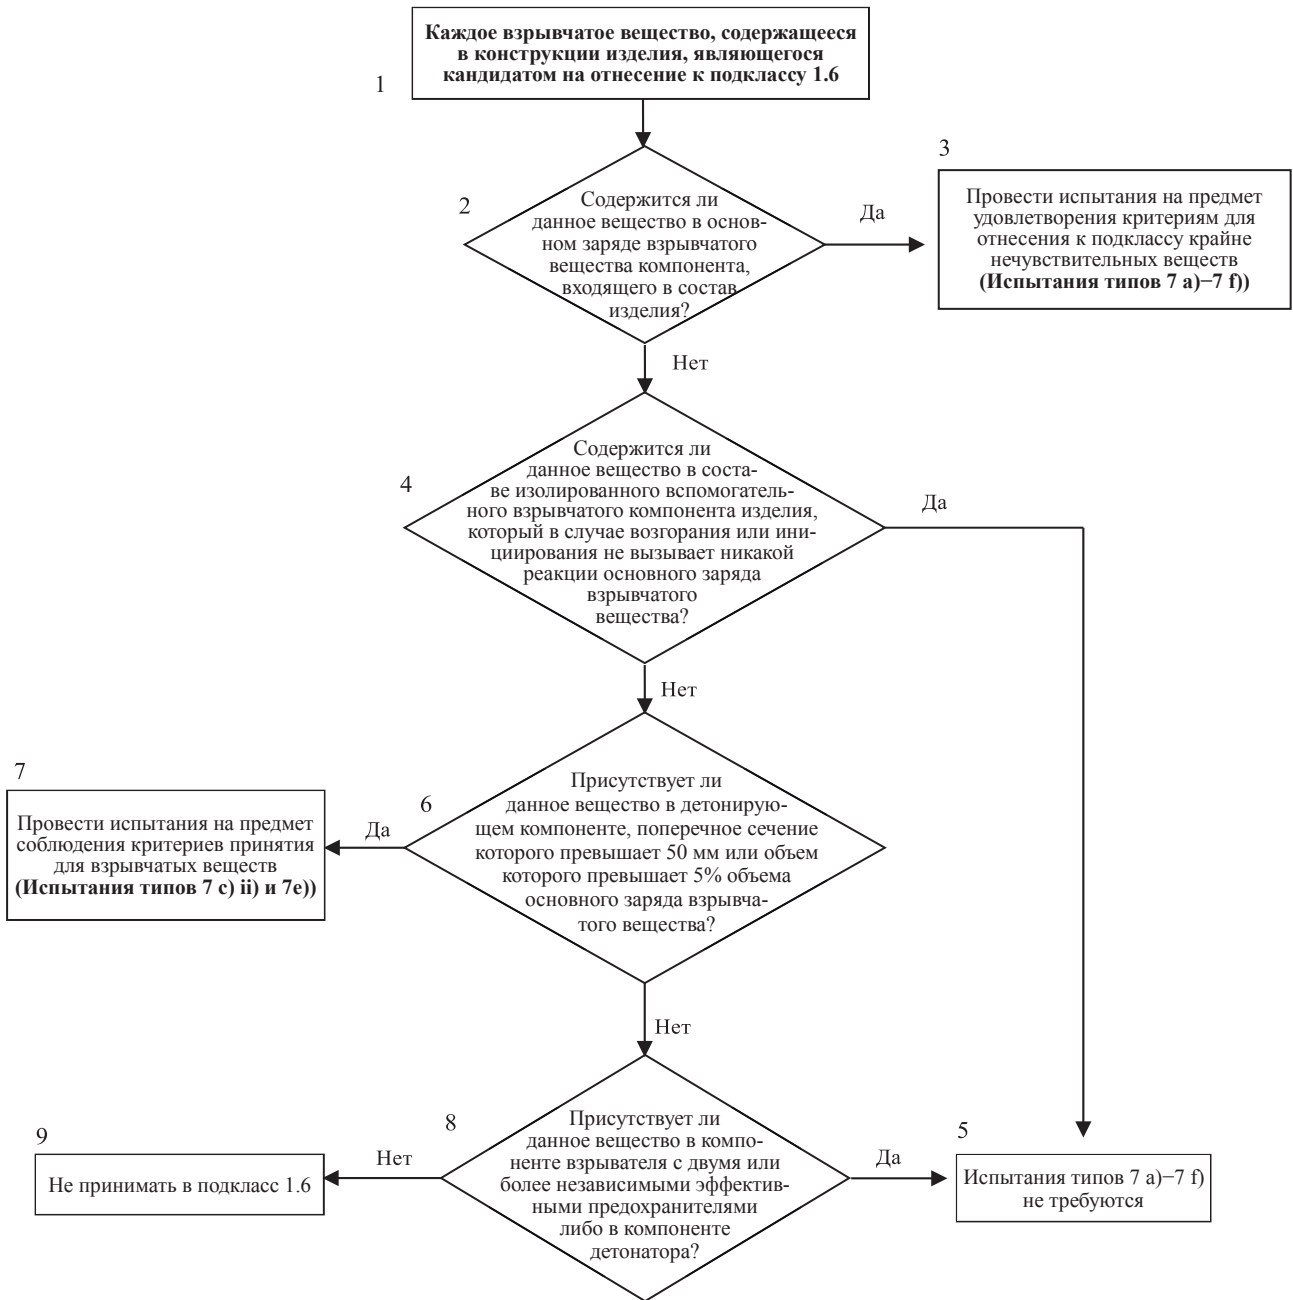 Каждое взрывчатое вещество, содержащееся
в конструкции изделия, являющегося
кандидатом на отнесение к подклассу 1.6
1
2
Содержится ли
данное вещество в основ-
ном заряде взрывчатого
вещества компонента,
входящего в состав
изделия?
Да
3
Провести испытания на предмет
удовлетворения критериям для
отнесения к подклассу крайне
нечувствительных веществ
(Испытания типов 7 a)−7 f))
Нет
4
Содержится ли
данное вещество в соста-
ве изолированного вспомогатель-
ного взрывчатого компонента изделия,
который в случае возгорания или ини-
циирования не вызывает никакой
реакции основного заряда
взрывчатого
вещества?
Да
Нет
6
Присутствует ли
данное вещество в детонирую-
щем компоненте, поперечное сечение
которого превышает 50 мм или объем
которого превышает 5% объема
основного заряда взрывча-
того вещества?
Да
7
Провести испытания на предмет
соблюдения критериев принятия
для взрывчатых веществ
(Испытания типов 7 c) ii) и 7e))
Нет
8
Присутствует ли
данное вещество в компо-
ненте взрывателя с двумя или
более независимыми эффектив-
ными предохранителями
либо в компоненте
детонатора?
Нет
9
Не принимать в подкласс 1.6
Да
5
Испытания типов 7 a)−7 f)
не требуются